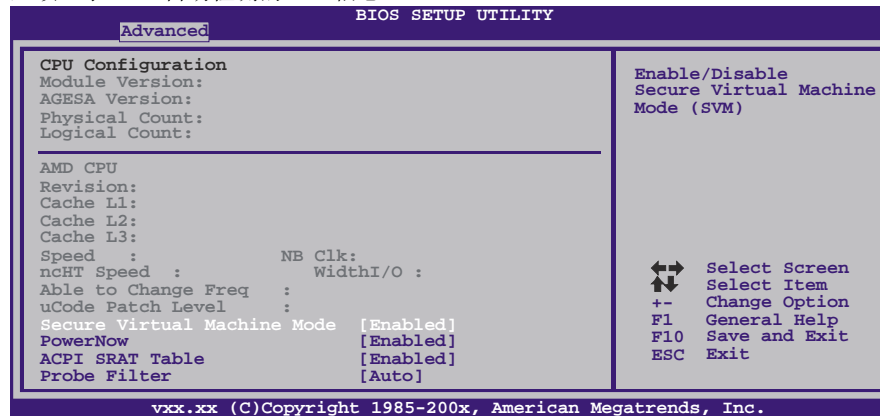 BIOS SETUP UTILITY
Advanced
CPU Configuration
Module Version:
AGESA Version:
Physical Count:
Logical Count:
AMD CPU
Revision:
Cache L1:
Cache L2:
Cache L3:
Speed : NB Clk:
ncHT Speed : WidthI/O :
Able to Change Freq :
uCode Patch Level :
Secure Virtual Machine Mode [Enabled]
PowerNow [Enabled]
ACPI SRAT Table [Enabled]
Probe Filter [Auto]
Enable/Disable
Secure Virtual Machine
Mode (SVM)
Select Screen
Select Item
+- Change Option
F1 General Help
F10 Save and Exit
ESC Exit
vxx.xx (C)Copyright 1985-200x, American Megatrends, Inc.